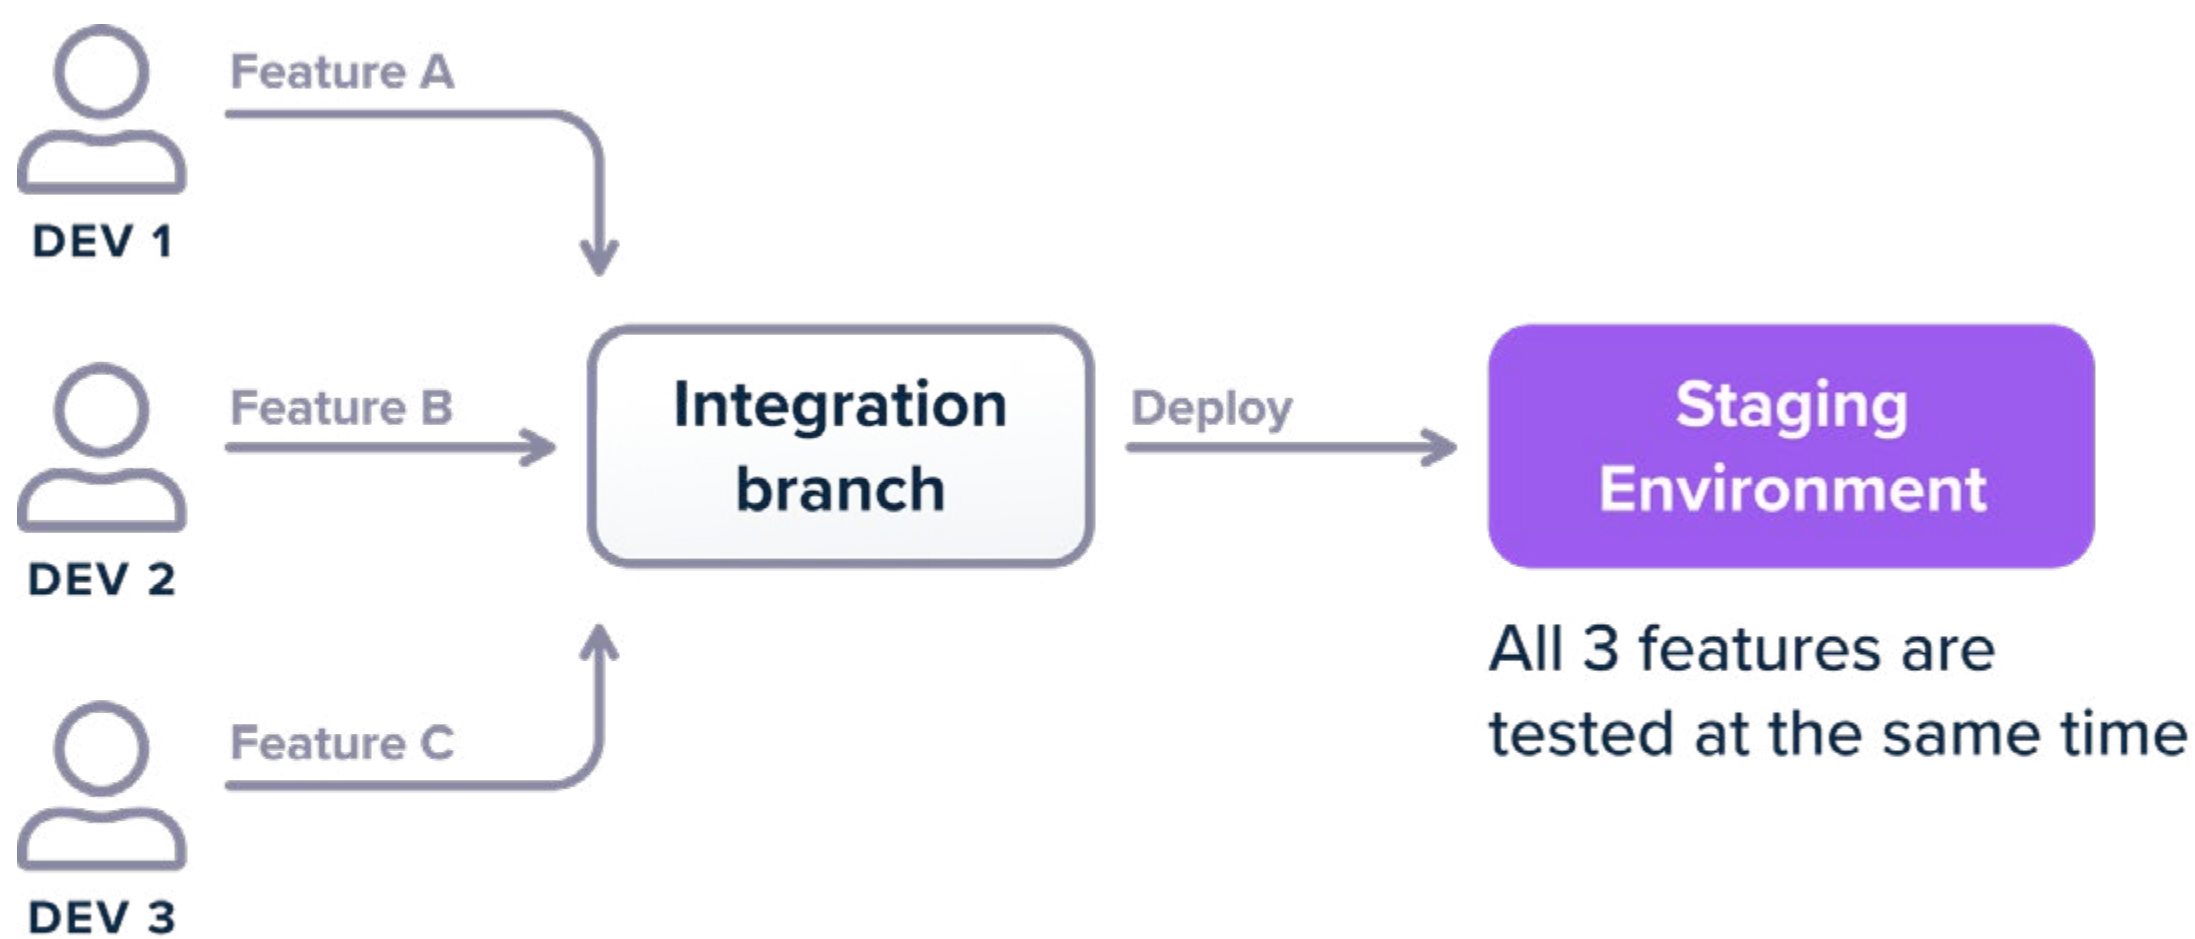 Feature A
DEV 1
Feature B
DEV 2
Feature C
DEV 3
Integration
branch
Deploy
Staging
Environment
All 3 features are
tested at the same time